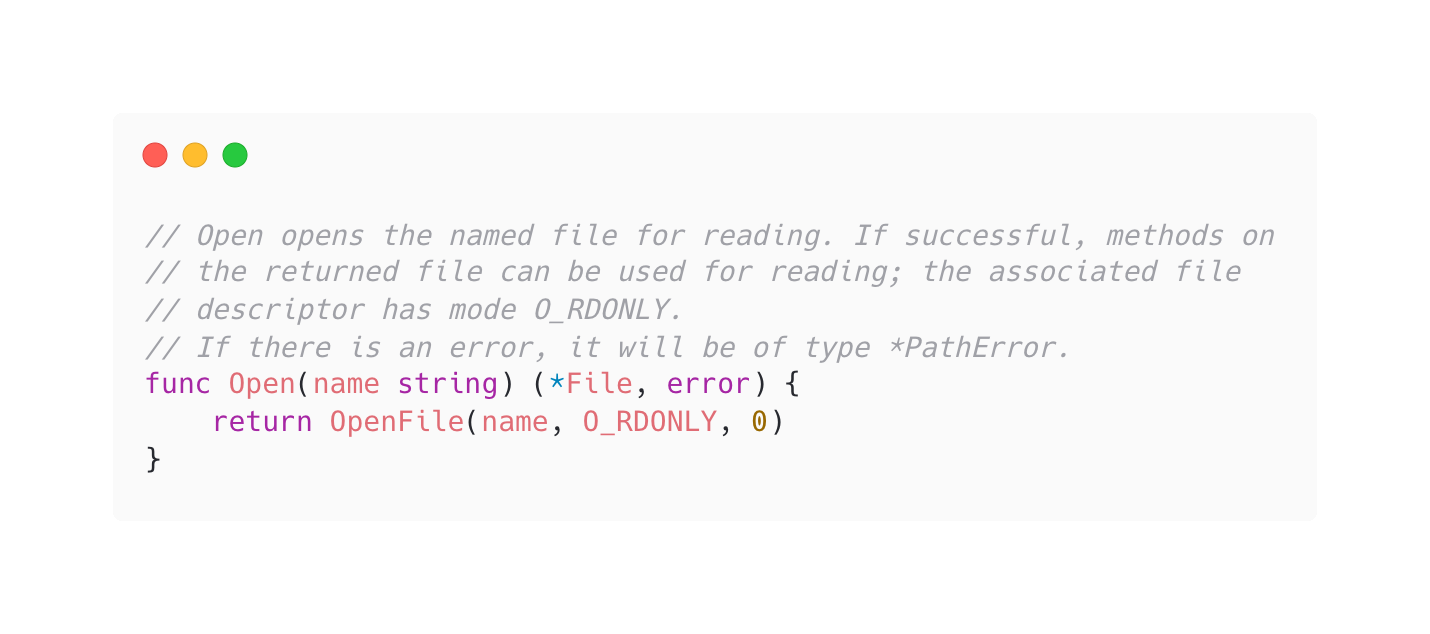 // Open opens the named file for reading. If successful, methods on
// the returned file can be used for reading; the associated file
// descriptor has mode O_RDONLY.
// If there is an error, it will be of type *PathError.
func Open(name string) (*File, error) {
    return OpenFile(name, O_RDONLY, 0)
}